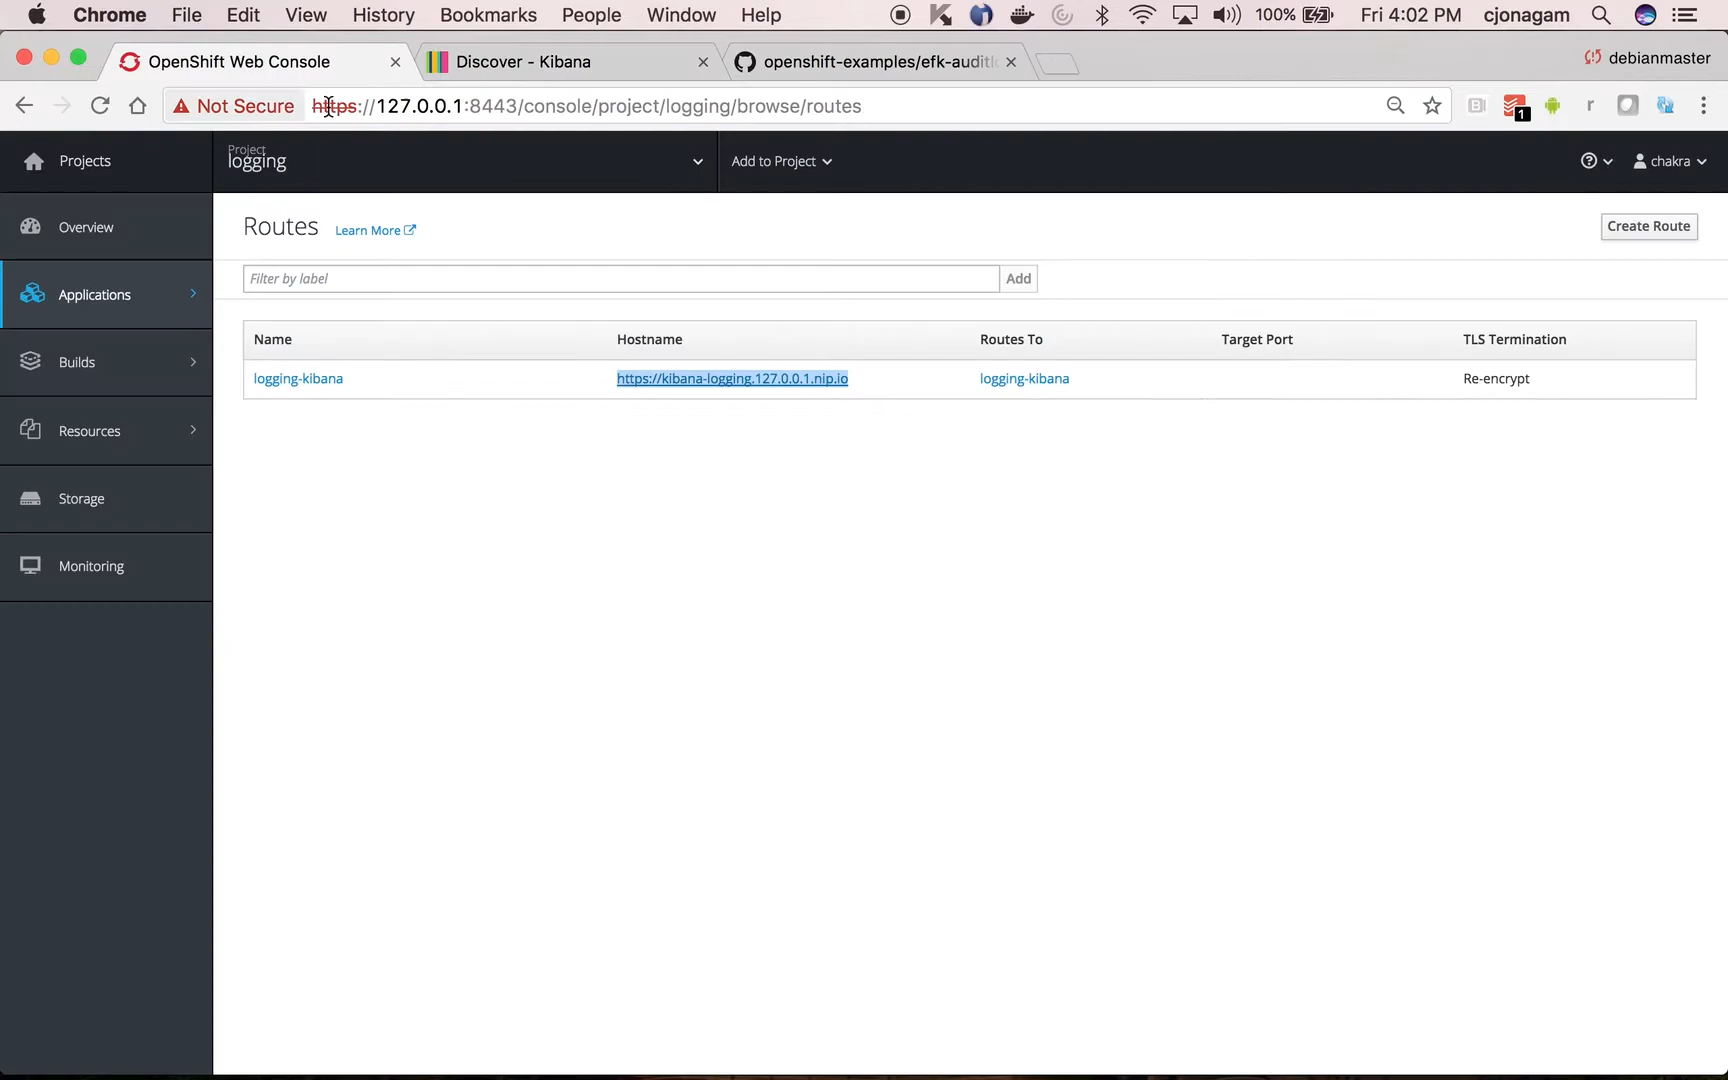 Chrome File Edit View History Bookmarks People Window Help 100% Fri 4:02 PM cjonagam
OpenShift Web Console Discover - Kibana openshift-examples/efk-auditl debianmaster
Not Secure https://127.0.0.1:8443/console/project/logging/browse/routes 1
Projects
Project
logging
Add to Project
chakra
Overview
Applications
Builds
Resources
Storage
Monitoring
Routes Learn More Create Route
Filter by label Add
Name Hostname Routes To Target Port TLS Termination
logging-kibana https://kibana-logging.127.0.0.1.nip.io logging-kibana Re-encrypt